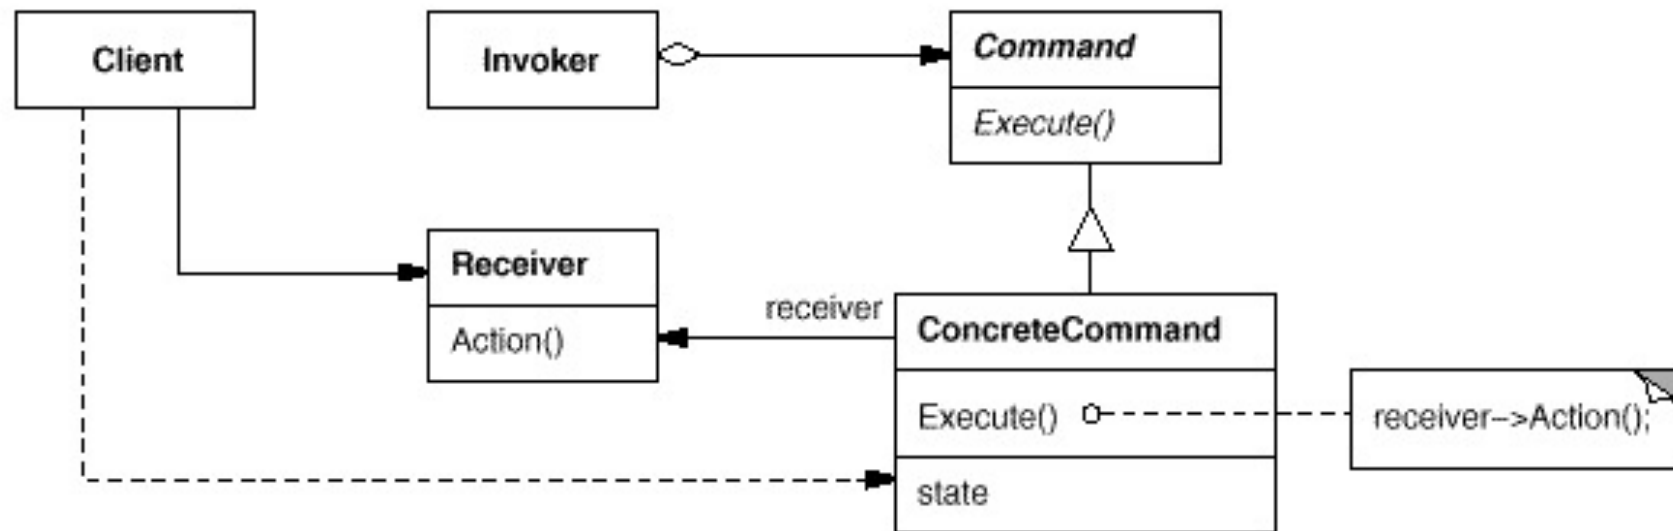 Client
Invoker
Command
Execute()
Receiver
Action()
receiver
ConcreteCommand
Execute()
receiver-->Action();
state